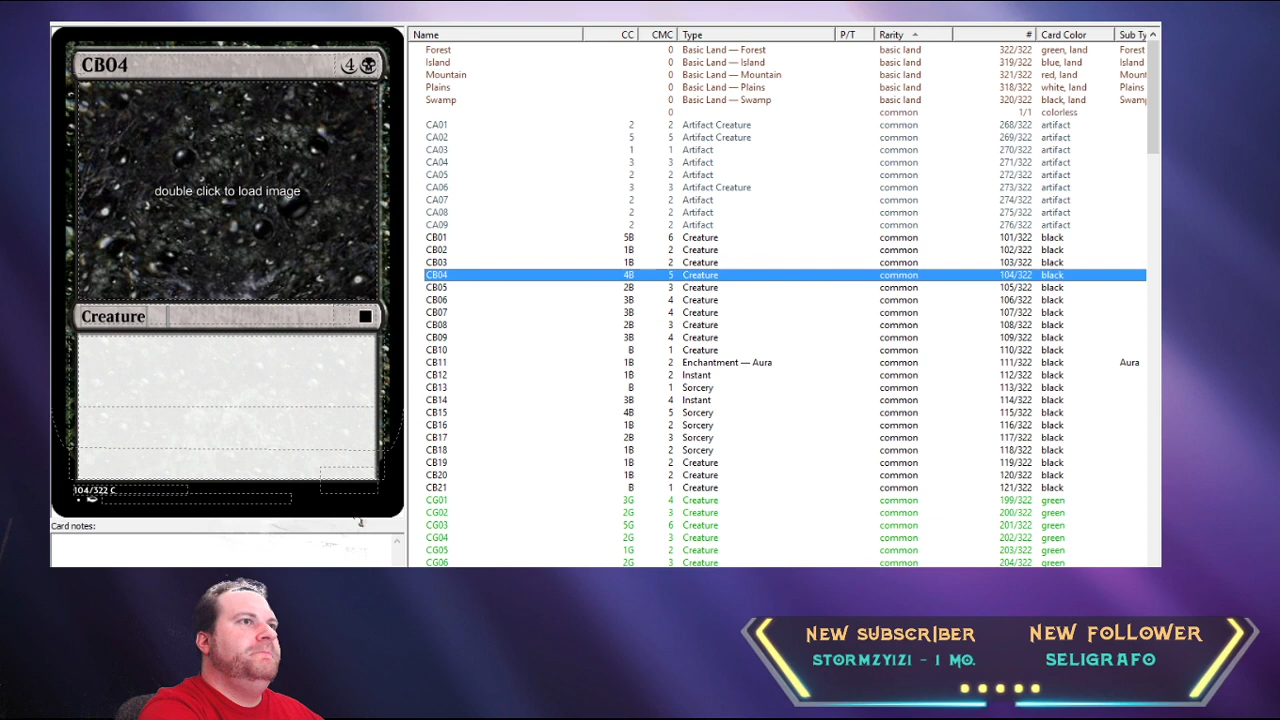 CB04 4
double click to load image
Creature
104/322 C
Card notes:
Name CC CMC Type P/T Rarity # Card Color Sub Ty
Forest 0 Basic Land — Forest basic land 322/322 green, land Forest
Island 0 Basic Land — Island basic land 319/322 blue, land Island
Mountain 0 Basic Land — Mountain basic land 321/322 red, land Mount
Plains 0 Basic Land — Plains basic land 318/322 white, land Plains
Swamp 0 Basic Land — Swamp basic land 320/322 black, land Swamp
0 common 1/1 colorless
CA01 2 2 Artifact Creature common 268/322 artifact
CA02 5 5 Artifact Creature common 269/322 artifact
CA03 1 1 Artifact common 270/322 artifact
CA04 3 3 Artifact common 271/322 artifact
CA05 2 2 Artifact common 272/322 artifact
CA06 3 3 Artifact Creature common 273/322 artifact
CA07 2 2 Artifact common 274/322 artifact
CA08 2 2 Artifact common 275/322 artifact
CA09 2 2 Artifact common 276/322 artifact
CB01 5B 6 Creature common 101/322 black
CB02 1B 2 Creature common 102/322 black
CB03 1B 2 Creature common 103/322 black
CB04 4B 5 Creature common 104/322 black
CB05 2B 3 Creature common 105/322 black
CB06 3B 4 Creature common 106/322 black
CB07 3B 4 Creature common 107/322 black
CB08 2B 3 Creature common 108/322 black
CB09 3B 4 Creature common 109/322 black
CB10 B 1 Creature common 110/322 black
CB11 1B 2 Enchantment — Aura common 111/322 black Aura
CB12 1B 2 Instant common 112/322 black
CB13 B 1 Sorcery common 113/322 black
CB14 3B 4 Instant common 114/322 black
CB15 4B 5 Sorcery common 115/322 black
CB16 1B 2 Sorcery common 116/322 black
CB17 2B 3 Sorcery common 117/322 black
CB18 1B 2 Sorcery common 118/322 black
CB19 1B 2 Creature common 119/322 black
CB20 1B 2 Creature common 120/322 black
CB21 B 1 Creature common 121/322 black
CG01 3G 4 Creature common 199/322 green
CG02 2G 3 Creature common 200/322 green
CG03 5G 6 Creature common 201/322 green
CG04 2G 3 Creature common 202/322 green
CG05 1G 2 Creature common 203/322 green
CG06 2G 3 Creature common 204/322 green
NEW SUBSCRIBER
STORMZYIZI - 1 MO.
NEW FOLLOWER
SELIGRAFO